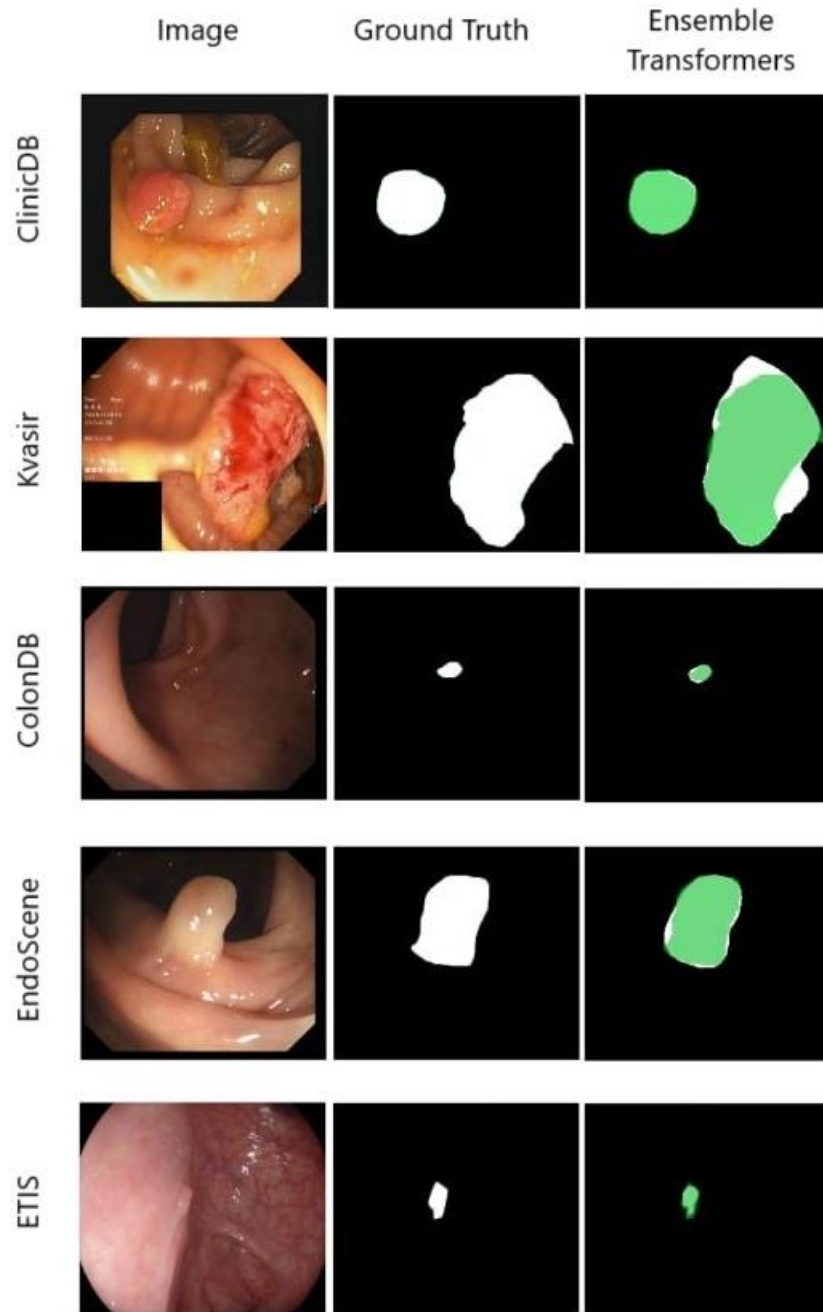 Image
Ground Truth
Ensemble
Transformers
ClinicDB
Kvasir
ColonDB
EndoScene
ETIS